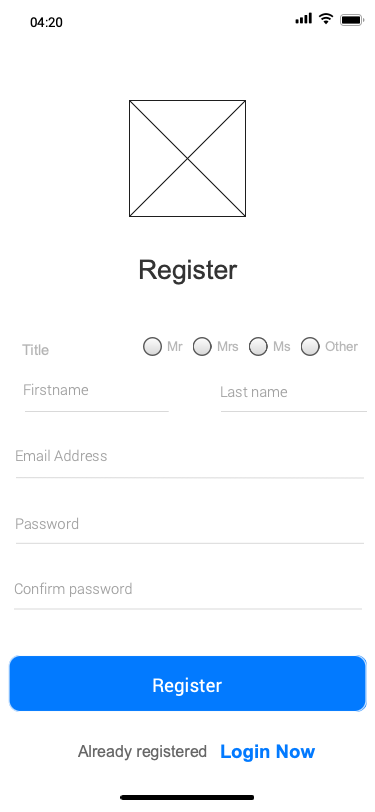 04:20
Register
Title Mr Mrs Ms Other
Firstname Last name
Email Address
Password
Confirm password
Register
Already registered Login Now